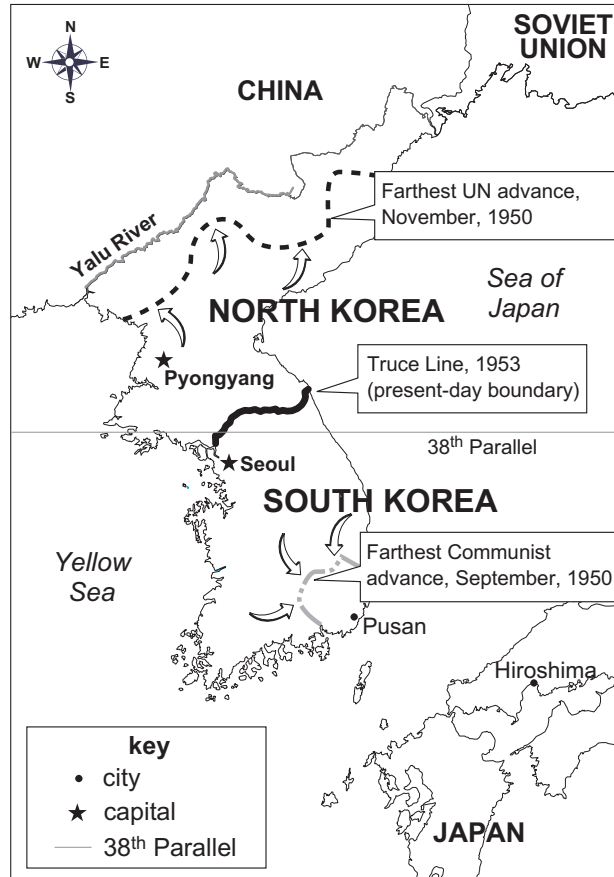 N
W E
S
SOVIET
UNION
CHINA
Farthest UN advance,
November, 1950
Yalu River
Sea of
Japan
NORTH KOREA
Pyongyang
Truce Line, 1953
(present-day boundary)
38th Parallel
Seoul
SOUTH KOREA
Yellow
Sea
Farthest Communist
advance, September, 1950
Pusan
Hiroshima
key
city
capital
38th Parallel
JAPAN